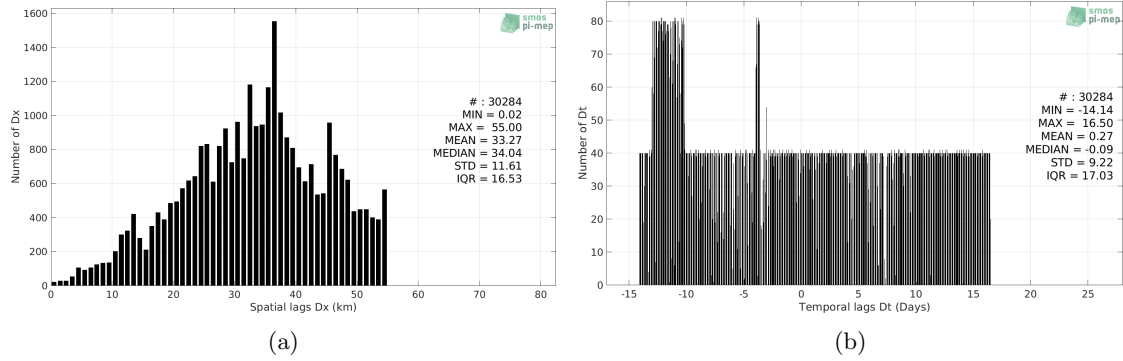 1600
1400
1200
1000
800
600
400
200
0
Number of Dx
0 10 20 30 40 50 60 70 80
Spatial lags Dx (km)
smos
pi-mep
# : 30284
MIN = 0.02
MAX = 55.00
MEAN = 33.27
MEDIAN = 34.04
STD = 11.61
IQR = 16.53
(a)
80
70
60
50
40
30
20
10
0
Number of Dt
-15 -10 -5 0 5 10 15 20 25
Temporal lags Dt (Days)
smos
pi-mep
# : 30284
MIN = -14.14
MAX = 16.50
MEAN = 0.27
MEDIAN = -0.09
STD = 9.22
IQR = 17.03
(b)